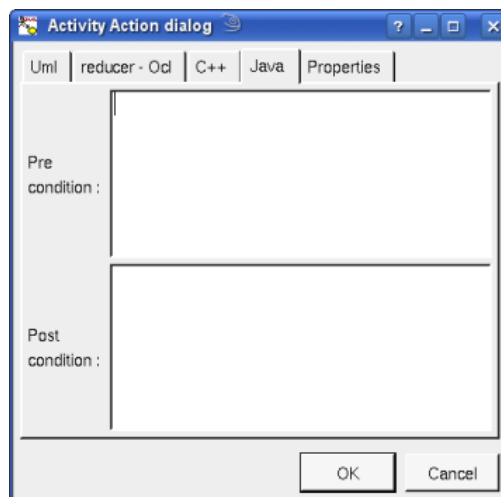 Activity Action dialog
Uml
reducer - Ocl
C++
Java
Properties
Pre
condition :
Post
condition :
OK
Cancel